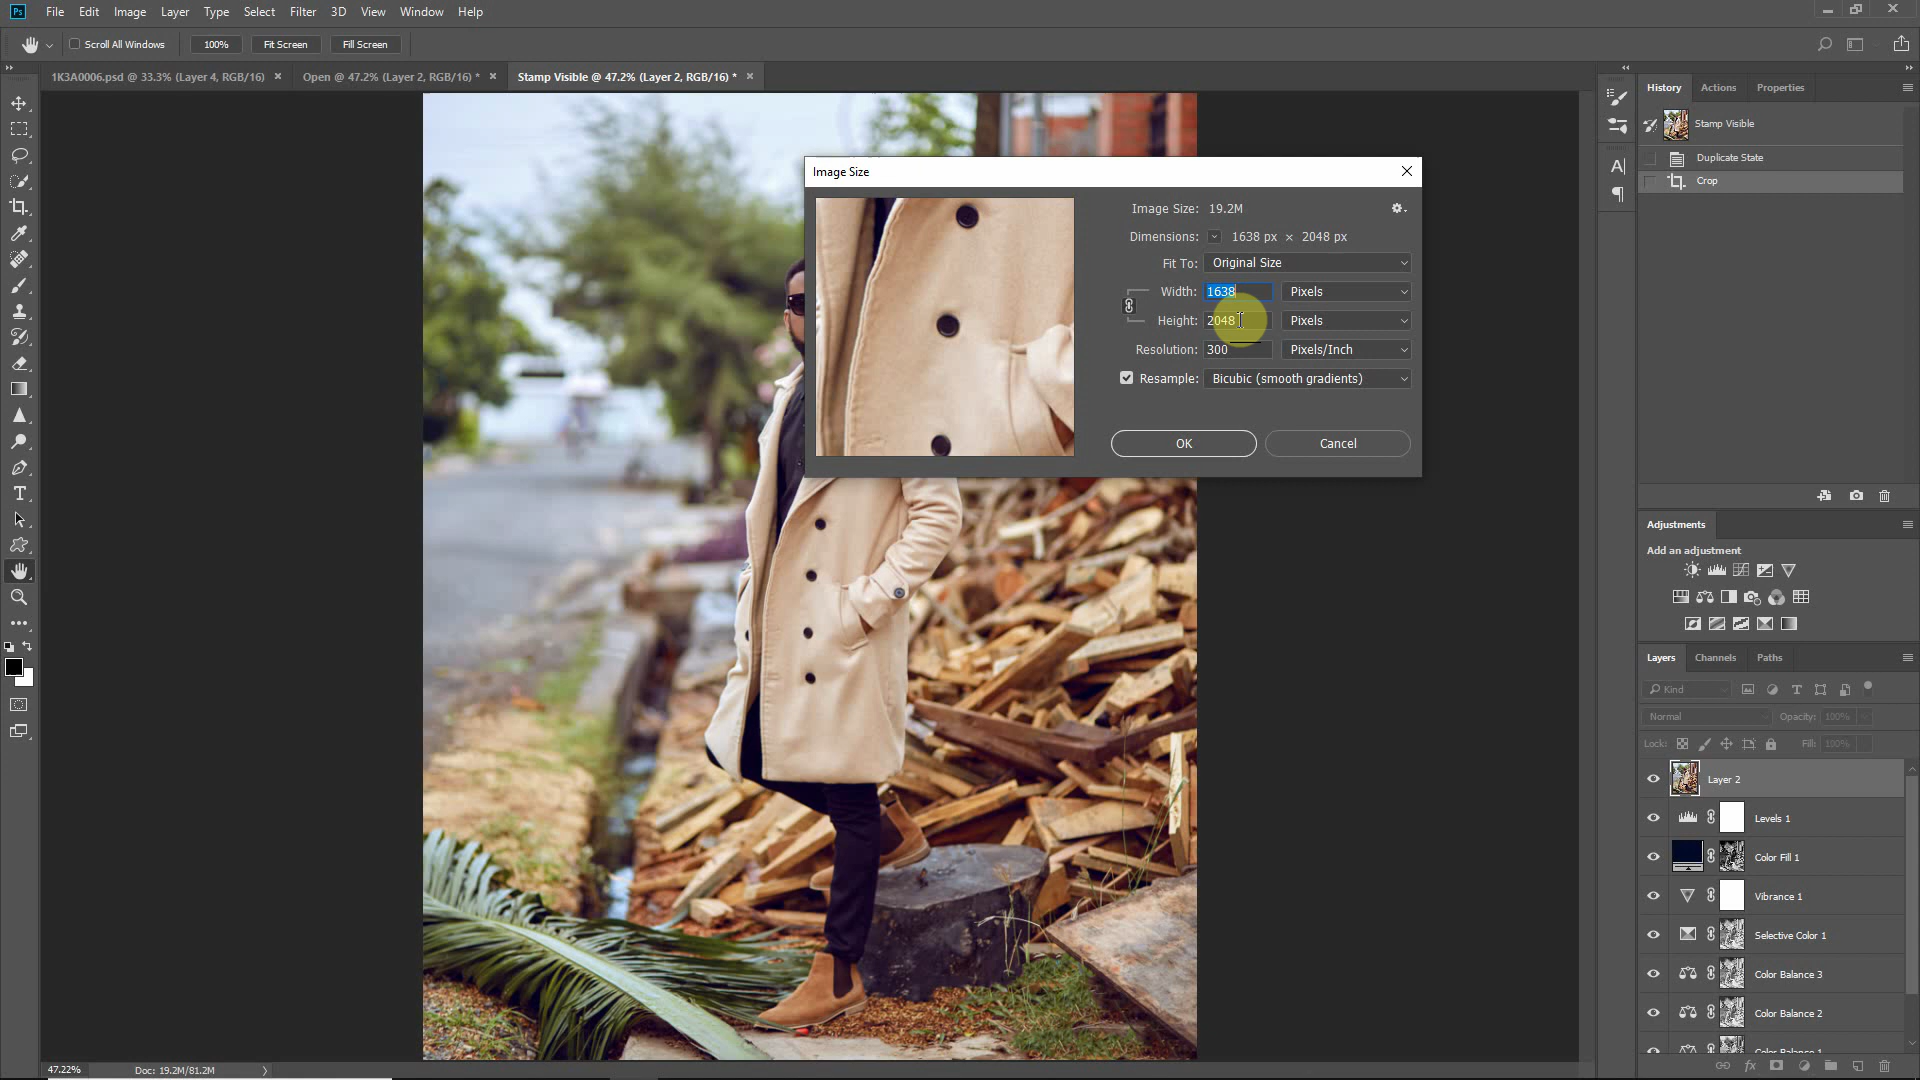 Ps File Edit Image Layer Type Select Filter 3D View Window Help
Scroll All Windows 100% Fit Screen Fill Screen
1K3A0006.psd @ 33.3% (Layer 4, RGB/16) × Open @ 47.2% (Layer 2, RGB/16) * × Stamp Visible @ 47.2% (Layer 2, RGB/16) * ×
History Actions Properties
Stamp Visible
Duplicate State
Crop
Image Size
Image Size: 19.2M
Dimensions: 1638 px × 2048 px
Fit To: Original Size
Width: 1638 Pixels
Height: 2048 Pixels
Resolution: 300 Pixels/Inch
Resample: Bicubic (smooth gradients)
OK Cancel
Adjustments
Add an adjustment
Layers Channels Paths
Kind
Normal Opacity: 100%
Lock: Fill: 100%
Layer 2
Levels 1
Color Fill 1
Vibrance 1
Selective Color 1
Color Balance 3
Color Balance 2
Color Balance 1
47.22% Doc: 19.2M/81.2M